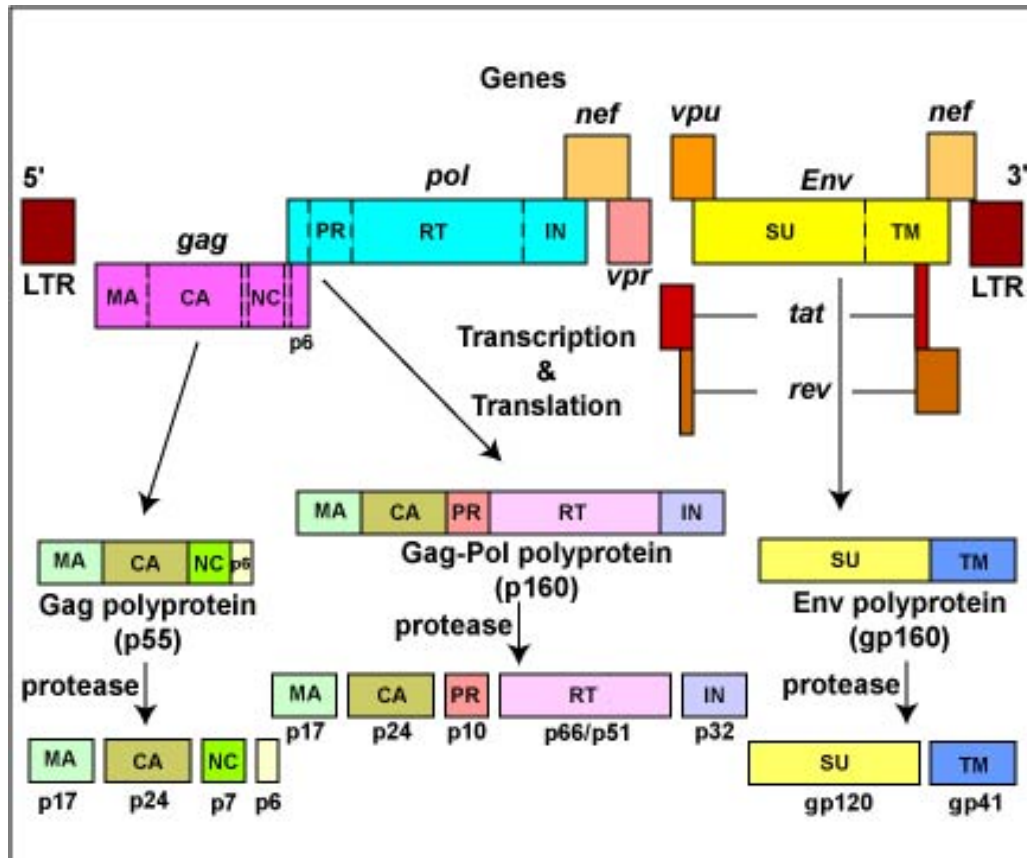 Genes
nef
vpu
nef
5'
pol
Env
3'
PR
RT
IN
SU
TM
gag
LTR
vpr
LTR
MA
CA
NC
p6
tat
Transcription
&
Translation
rev
MA
CA
PR
RT
IN
Gag-Pol polyprotein
(p160)
MA
CA
NC
p6
Gag polyprotein
(p55)
SU
TM
Env polyprotein
(gp160)
protease
protease
protease
MA
CA
PR
RT
IN
p17
p24
p10
p66/p51
p32
MA
CA
NC
p17
p24
p7
p6
SU
TM
gp120
gp41